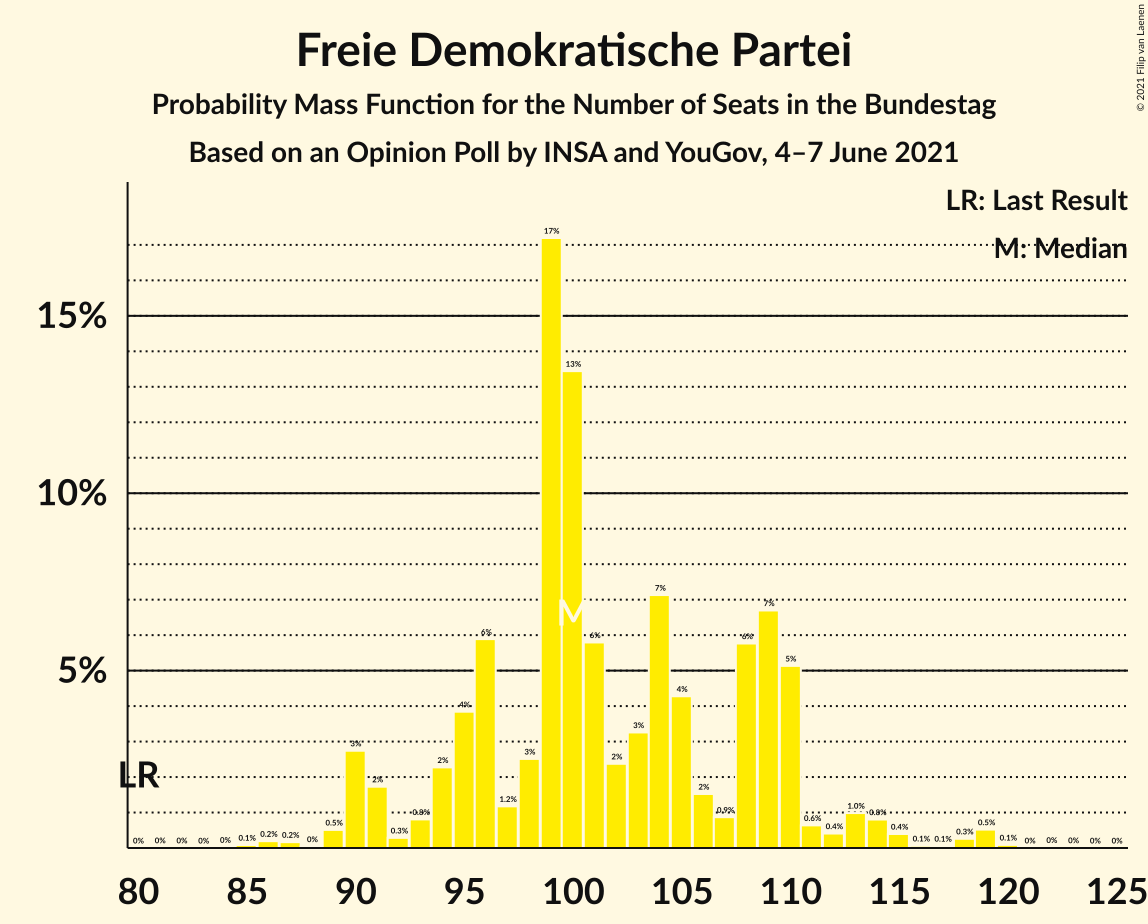 Freie Demokratische Partei
Probability Mass Function for the Number of Seats in the Bundestag
Based on an Opinion Poll by INSA and YouGov, 4–7 June 2021
© 2021 Filip van Laenen
LR: Last Result
M: Median
15%
10%
5%
LR
M
0% 0% 0% 0% 0% 0.1% 0.2% 0.2% 0% 0.5% 3% 2% 0.3% 0.8% 2% 4% 6% 1.2% 3% 17% 13% 6% 2% 3% 7% 4% 2% 0.9% 6% 7% 5% 0.6% 0.4% 1.0% 0.8% 0.4% 0.1% 0.1% 0.3% 0.5% 0.1% 0% 0% 0% 0% 0%
80 85 90 95 100 105 110 115 120 125